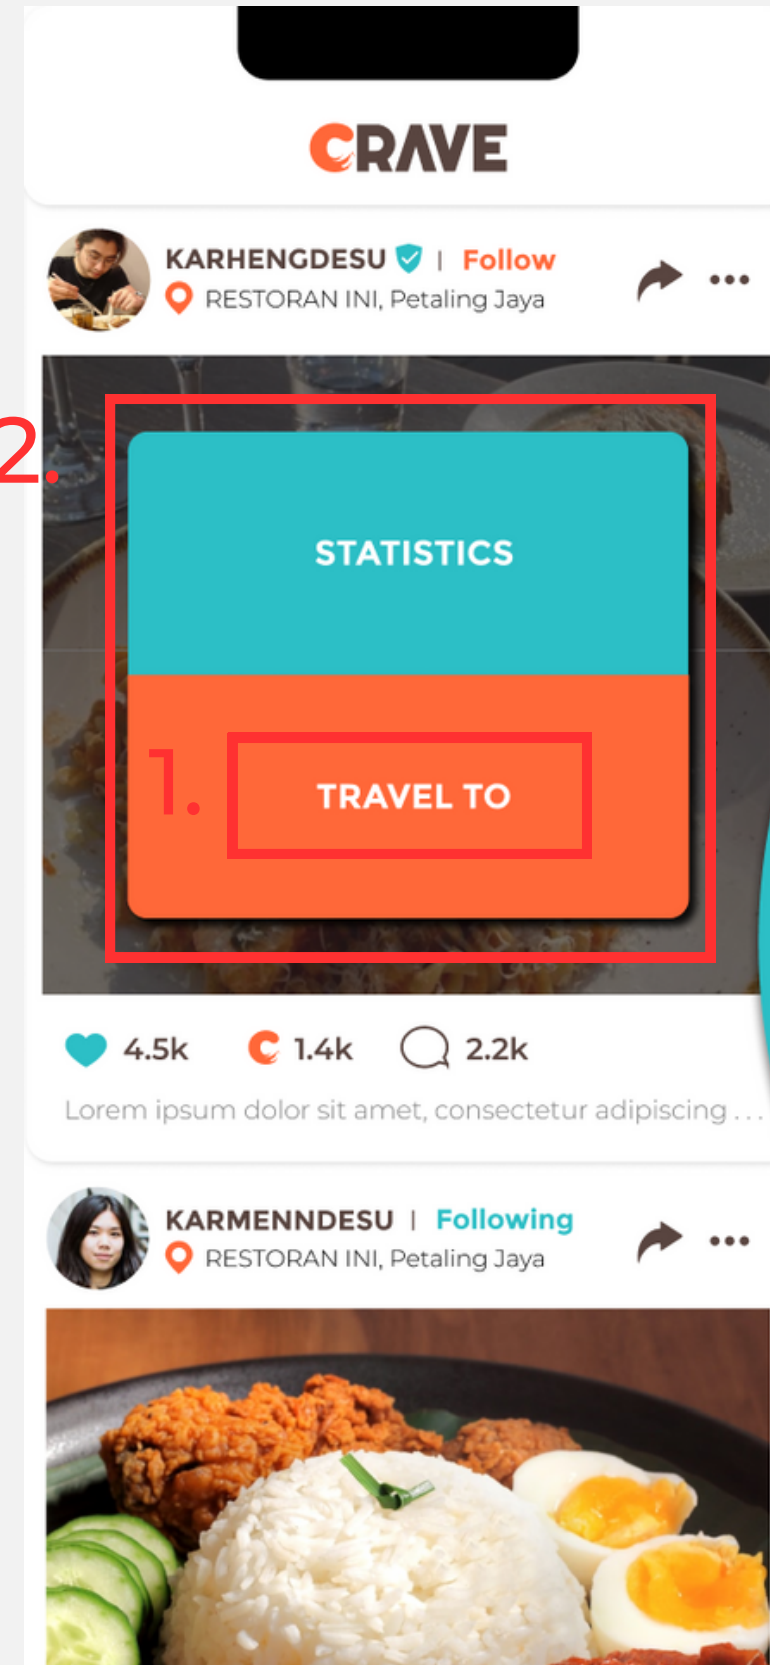 CRAVE
KARHENGDESU | Follow
RESTORAN INI, Petaling Jaya
2.
STATISTICS
1.
TRAVEL TO
4.5k 1.4k 2.2k
Lorem ipsum dolor sit amet, consectetur adipiscing ...
KARMENNDESU | Following
RESTORAN INI, Petaling Jaya